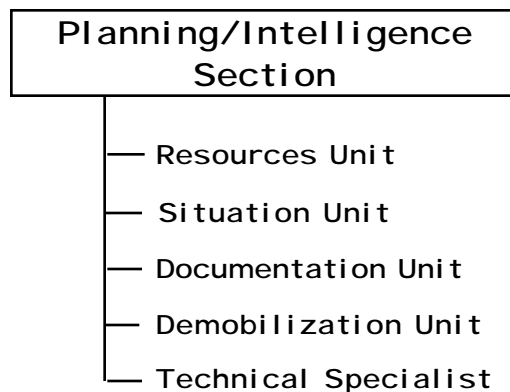 Planning/Intelligence
Section
Resources Unit
Situation Unit
Documentation Unit
Demobilization Unit
Technical Specialist